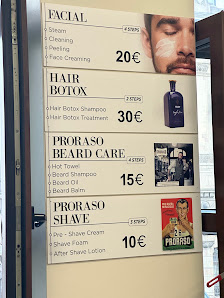 FACIAL
4 STEPS
Steam
Cleaning
Peeling
Face Creaming
20€
HAIR
BOTOX
2 STEPS
Hair Botox Shampoo
Hair Botox Treatment
30€
PRORASO
BEARD CARE
4 STEPS
Hot Towel
Beard Shampoo
Beard Oil
Beard Balm
15€
PRORASO
SHAVE
3 STEPS
Pre - Shave Cream
Shave Foam
After Shave Lotion
10€
PRORASO